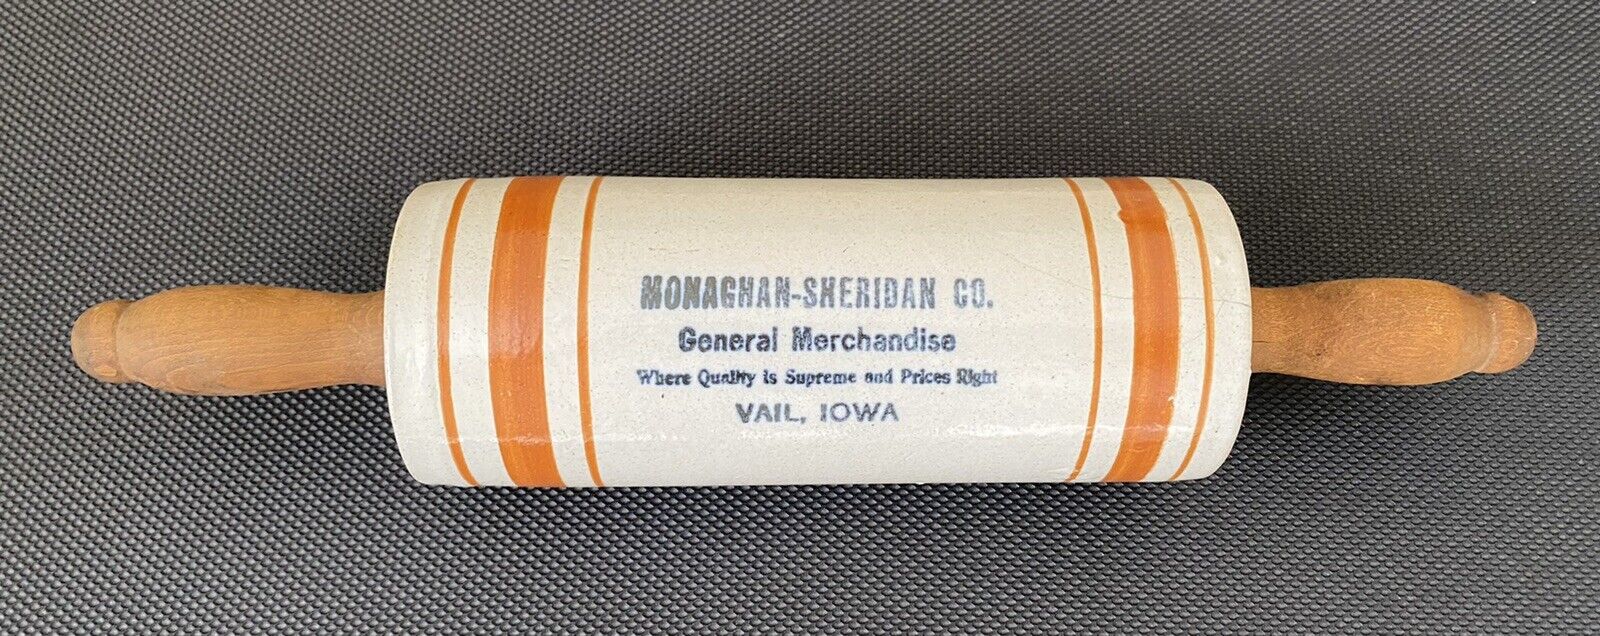 MONAGHAN-SHERIDAN CO.
General Merchandise
Where Quality is Supreme and Prices Right
VAIL, IOWA